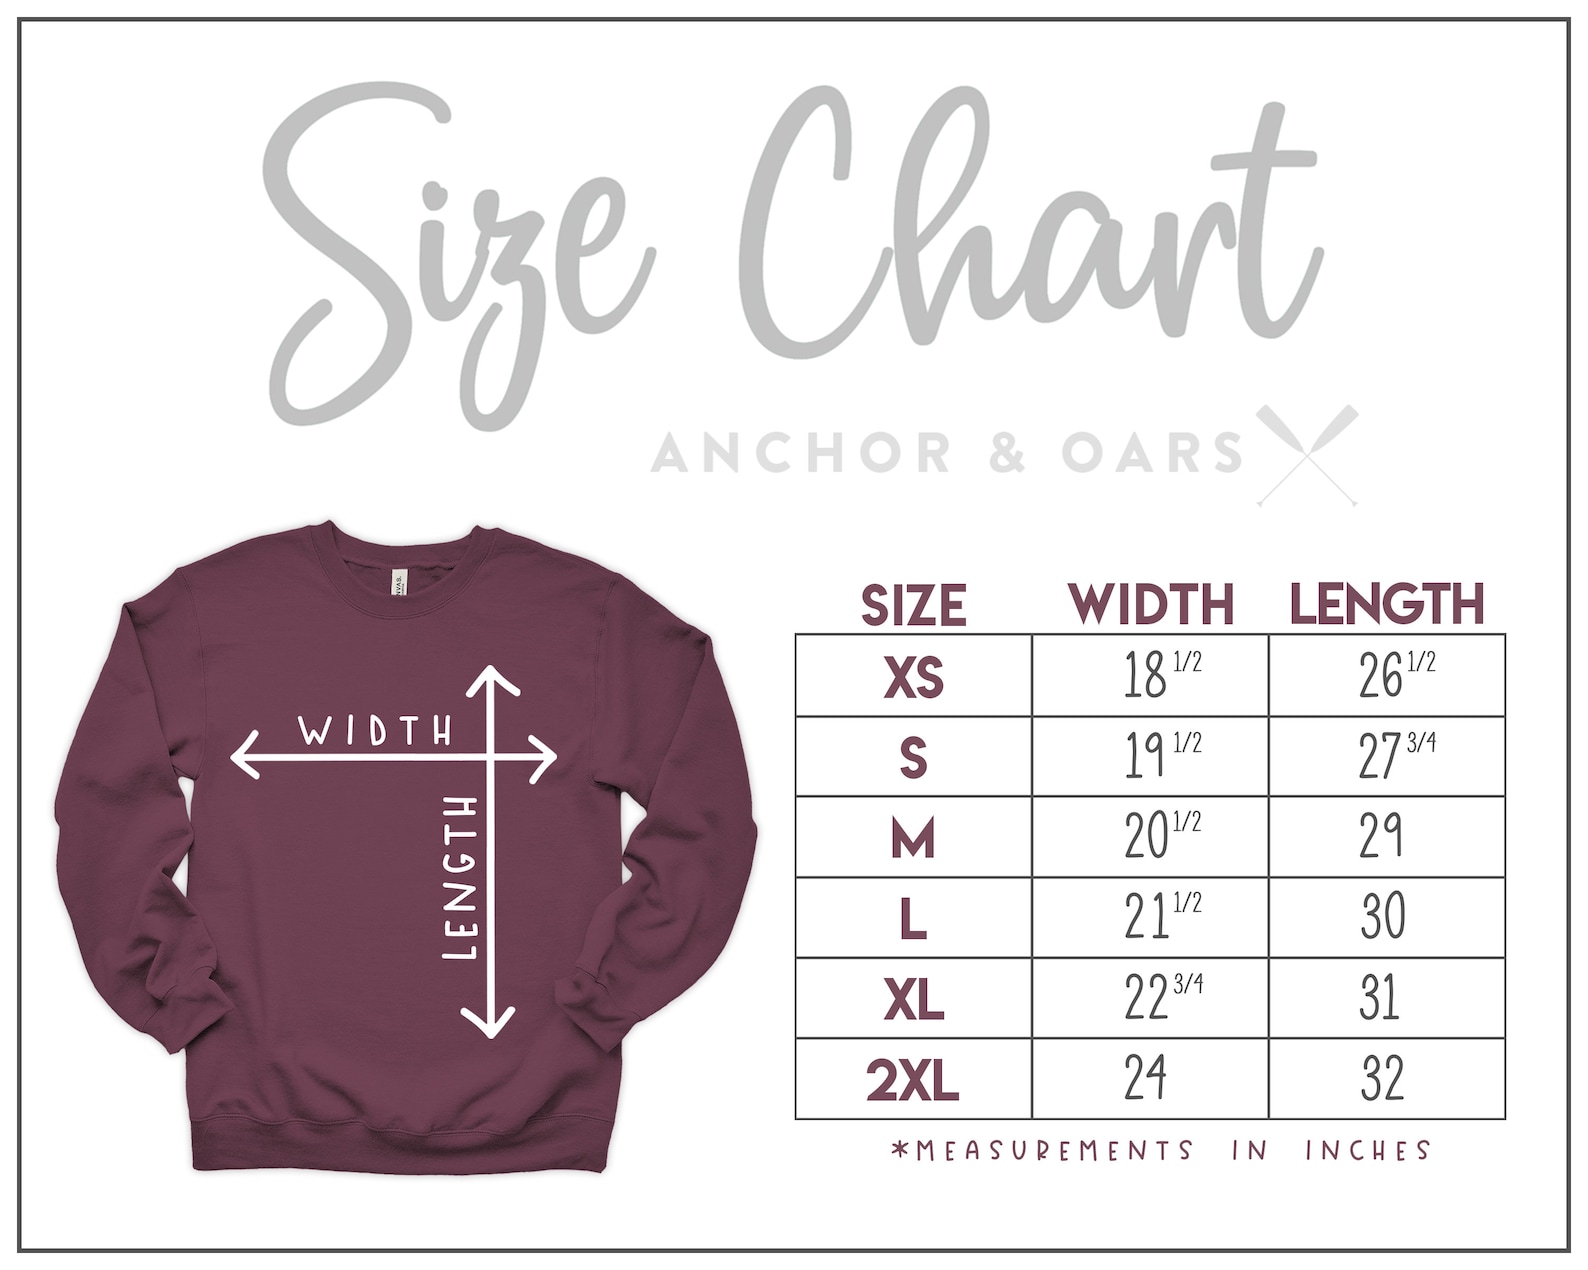 Size Chart
ANCHOR & OARS
NVAS.
WIDTH
LENGTH
SIZE WIDTH LENGTH
XS 18 1/2 26 1/2
S 19 1/2 27 3/4
M 20 1/2 29
L 21 1/2 30
XL 22 3/4 31
2XL 24 32
*MEASUREMENTS IN INCHES